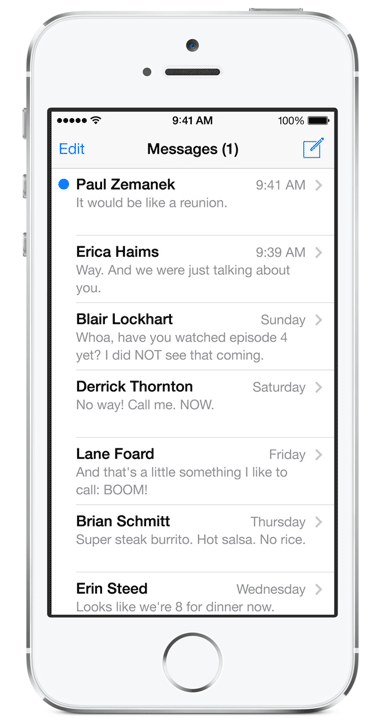 9:41 AM 100%
Edit Messages (1)
Paul Zemanek 9:41 AM
It would be like a reunion.
Erica Haims 9:39 AM
Way. And we were just talking about
you.
Blair Lockhart Sunday
Whoa, have you watched episode 4
yet? I did NOT see that coming.
Derrick Thornton Saturday
No way! Call me. NOW.
Lane Foard Friday
And that's a little something I like to
call: BOOM!
Brian Schmitt Thursday
Super steak burrito. Hot salsa. No rice.
Erin Steed Wednesday
Looks like we're 8 for dinner now.